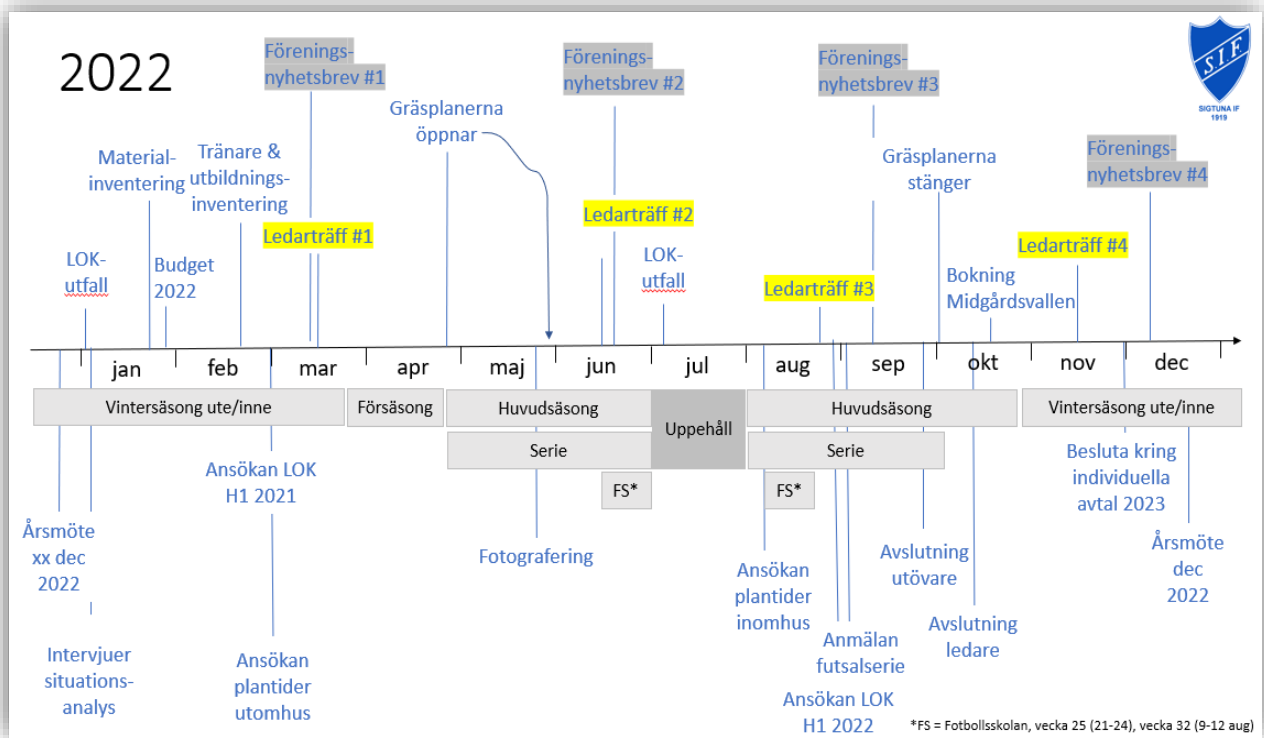 2022
Förenings-
nyhetsbrev #1
Förenings-
nyhetsbrev #2
Förenings-
nyhetsbrev #3
S.I.F.
SIGTUNA IF
1919
Gräsplanerna
öppnar
Material-
inventering
Tränare &
utbildnings-
inventering
Gräsplanerna
stänger
Förenings-
nyhetsbrev #4
Ledarträff #1
Ledarträff #2
Ledarträff #3
Ledarträff #4
LOK-
utfall
Budget
2022
LOK-
utfall
Bokning
Midgårdsvallen
jan
feb
mar
apr
maj
jun
jul
aug
sep
okt
nov
dec
Vintersäsong ute/inne
Försäsong
Huvudsäsong
Uppehåll
Huvudsäsong
Vintersäsong ute/inne
Serie
Serie
FS*
FS*
Ansökan LOK
H1 2021
Årsmöte
xx dec
2022
Fotografering
Ansökan
plantider
inomhus
Avslutning
utövare
Besluta kring
individuella
avtal 2023
Årsmöte
dec
2022
Intervjuer
situations-
analys
Ansökan
plantider
utomhus
Anmälan
futsalserie
Avslutning
ledare
Ansökan LOK
H1 2022
*FS = Fotbollsskolan, vecka 25 (21-24), vecka 32 (9-12 aug)